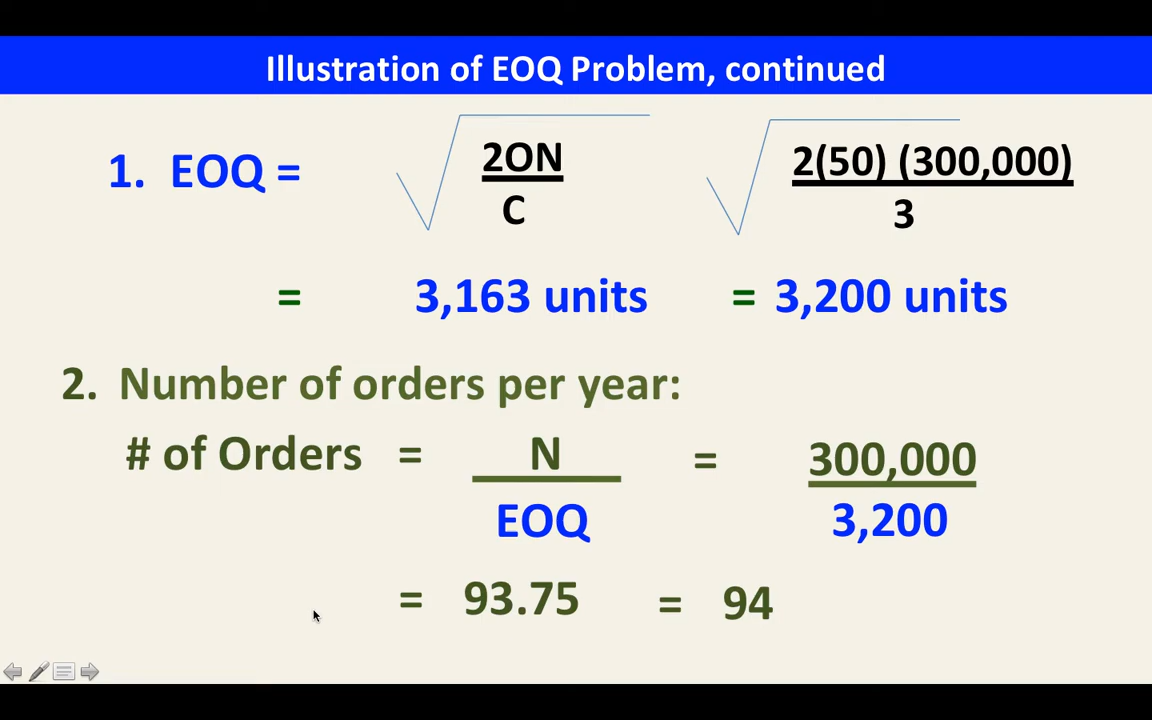 Illustration of EOQ Problem, continued
1. EOQ = √ 2ON / C √ 2(50) (300,000) / 3
= 3,163 units = 3,200 units
2. Number of orders per year:
# of Orders = N / EOQ = 300,000 / 3,200
= 93.75 = 94